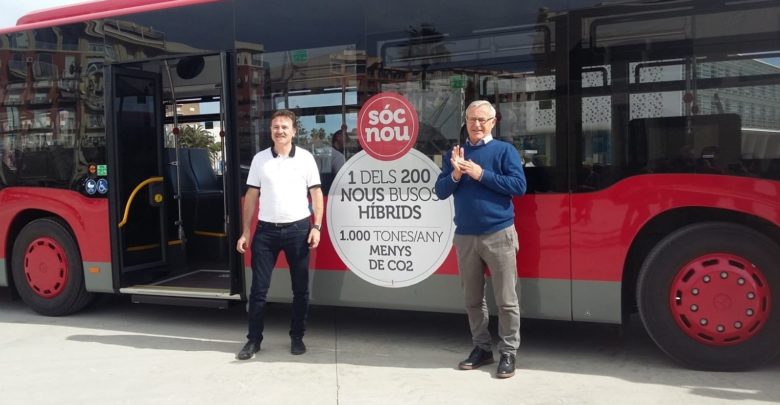 sóc
nou
1 DELS 200
NOUS BUSOS
HÍBRIDS
1.000 TONES/ANY
MENYS
DE CO2